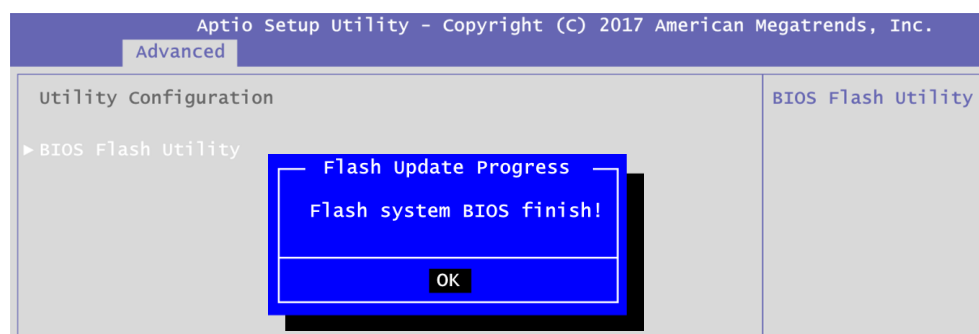 Aptio Setup Utility - Copyright (C) 2017 American Megatrends, Inc.
Advanced
Utility Configuration
BIOS Flash Utility
▶ BIOS Flash Utility
Flash Update Progress
Flash system BIOS finish!
OK